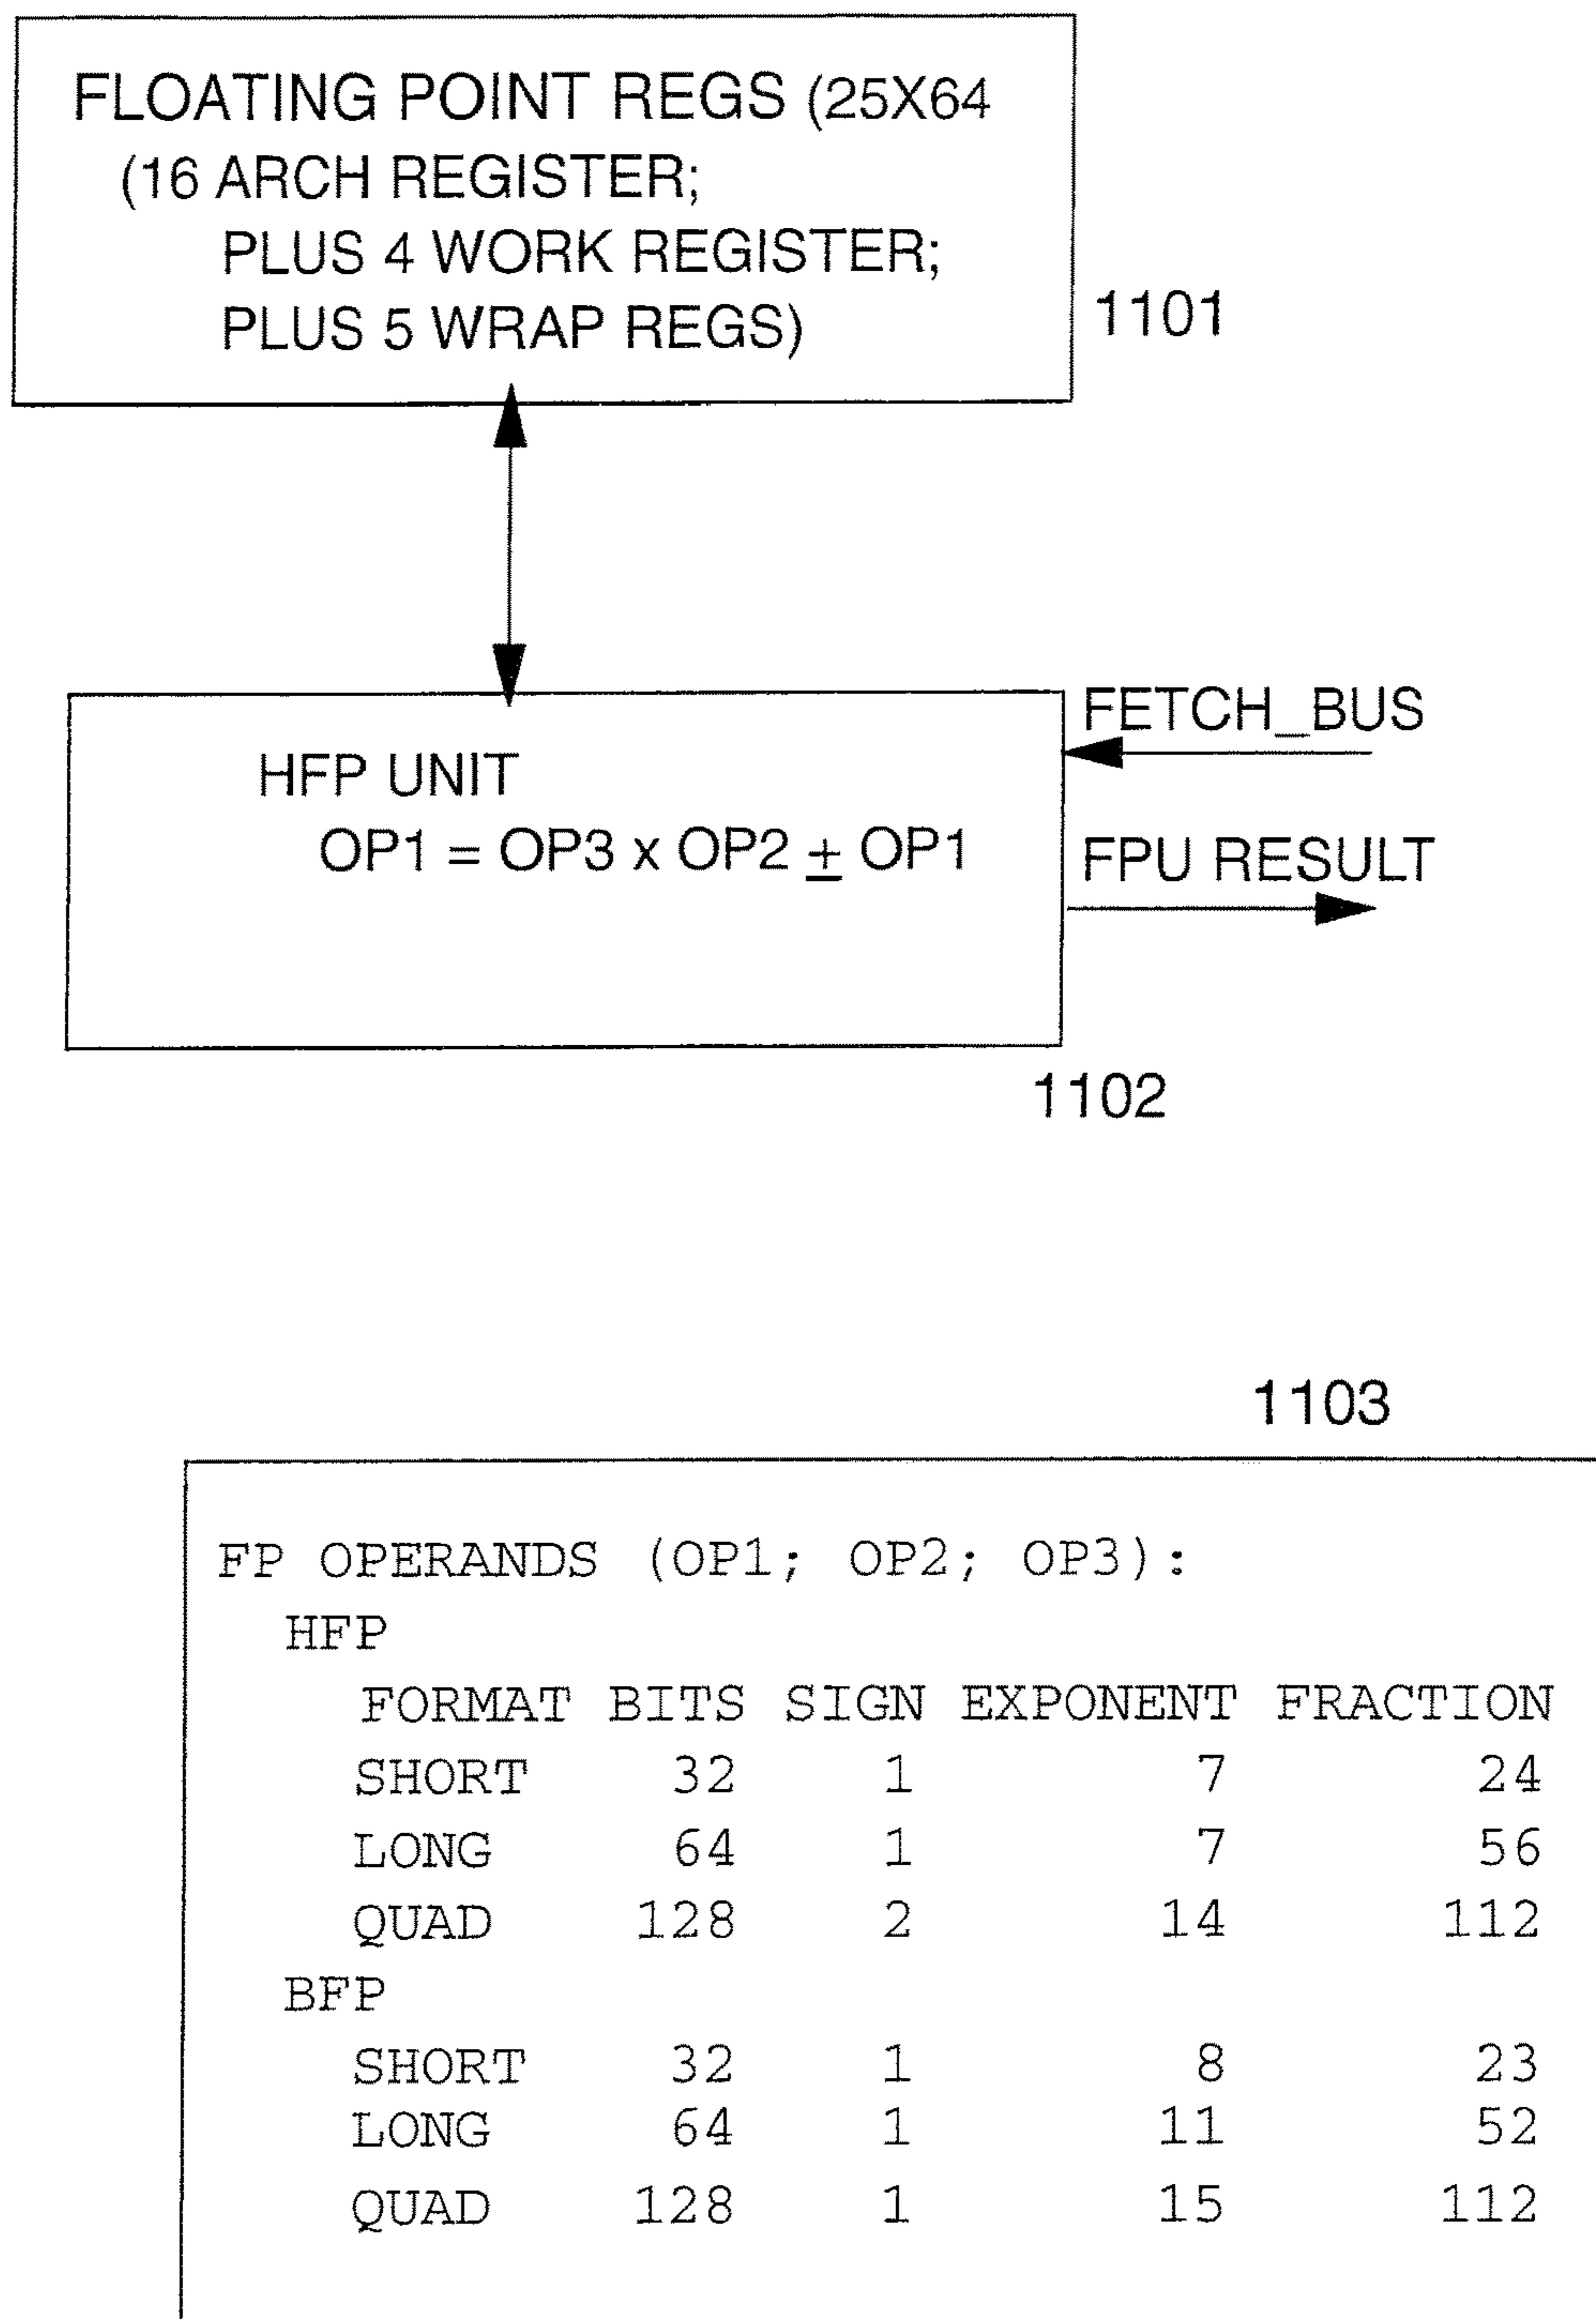 FLOATING POINT REGS (25X64
(16 ARCH REGISTER;
PLUS 4 WORK REGISTER;
PLUS 5 WRAP REGS)
1101
HFP UNIT
OP1 = OP3 x OP2 ± OP1
FETCH_BUS
FPU RESULT
1102
1103
FP OPERANDS (OP1; OP2; OP3):
HFP
FORMAT BITS SIGN EXPONENT FRACTION
SHORT 32 1 7 24
LONG 64 1 7 56
QUAD 128 2 14 112
BFP
SHORT 32 1 8 23
LONG 64 1 11 52
QUAD 128 1 15 112